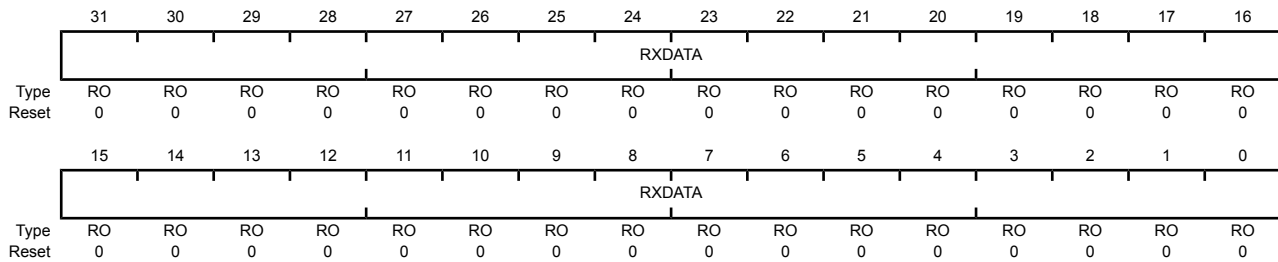 31 30 29 28 27 26 25 24 23 22 21 20 19 18 17 16
RXDATA
Type RO RO RO RO RO RO RO RO RO RO RO RO RO RO RO RO
Reset 0 0 0 0 0 0 0 0 0 0 0 0 0 0 0 0
15 14 13 12 11 10 9 8 7 6 5 4 3 2 1 0
RXDATA
Type RO RO RO RO RO RO RO RO RO RO RO RO RO RO RO RO
Reset 0 0 0 0 0 0 0 0 0 0 0 0 0 0 0 0